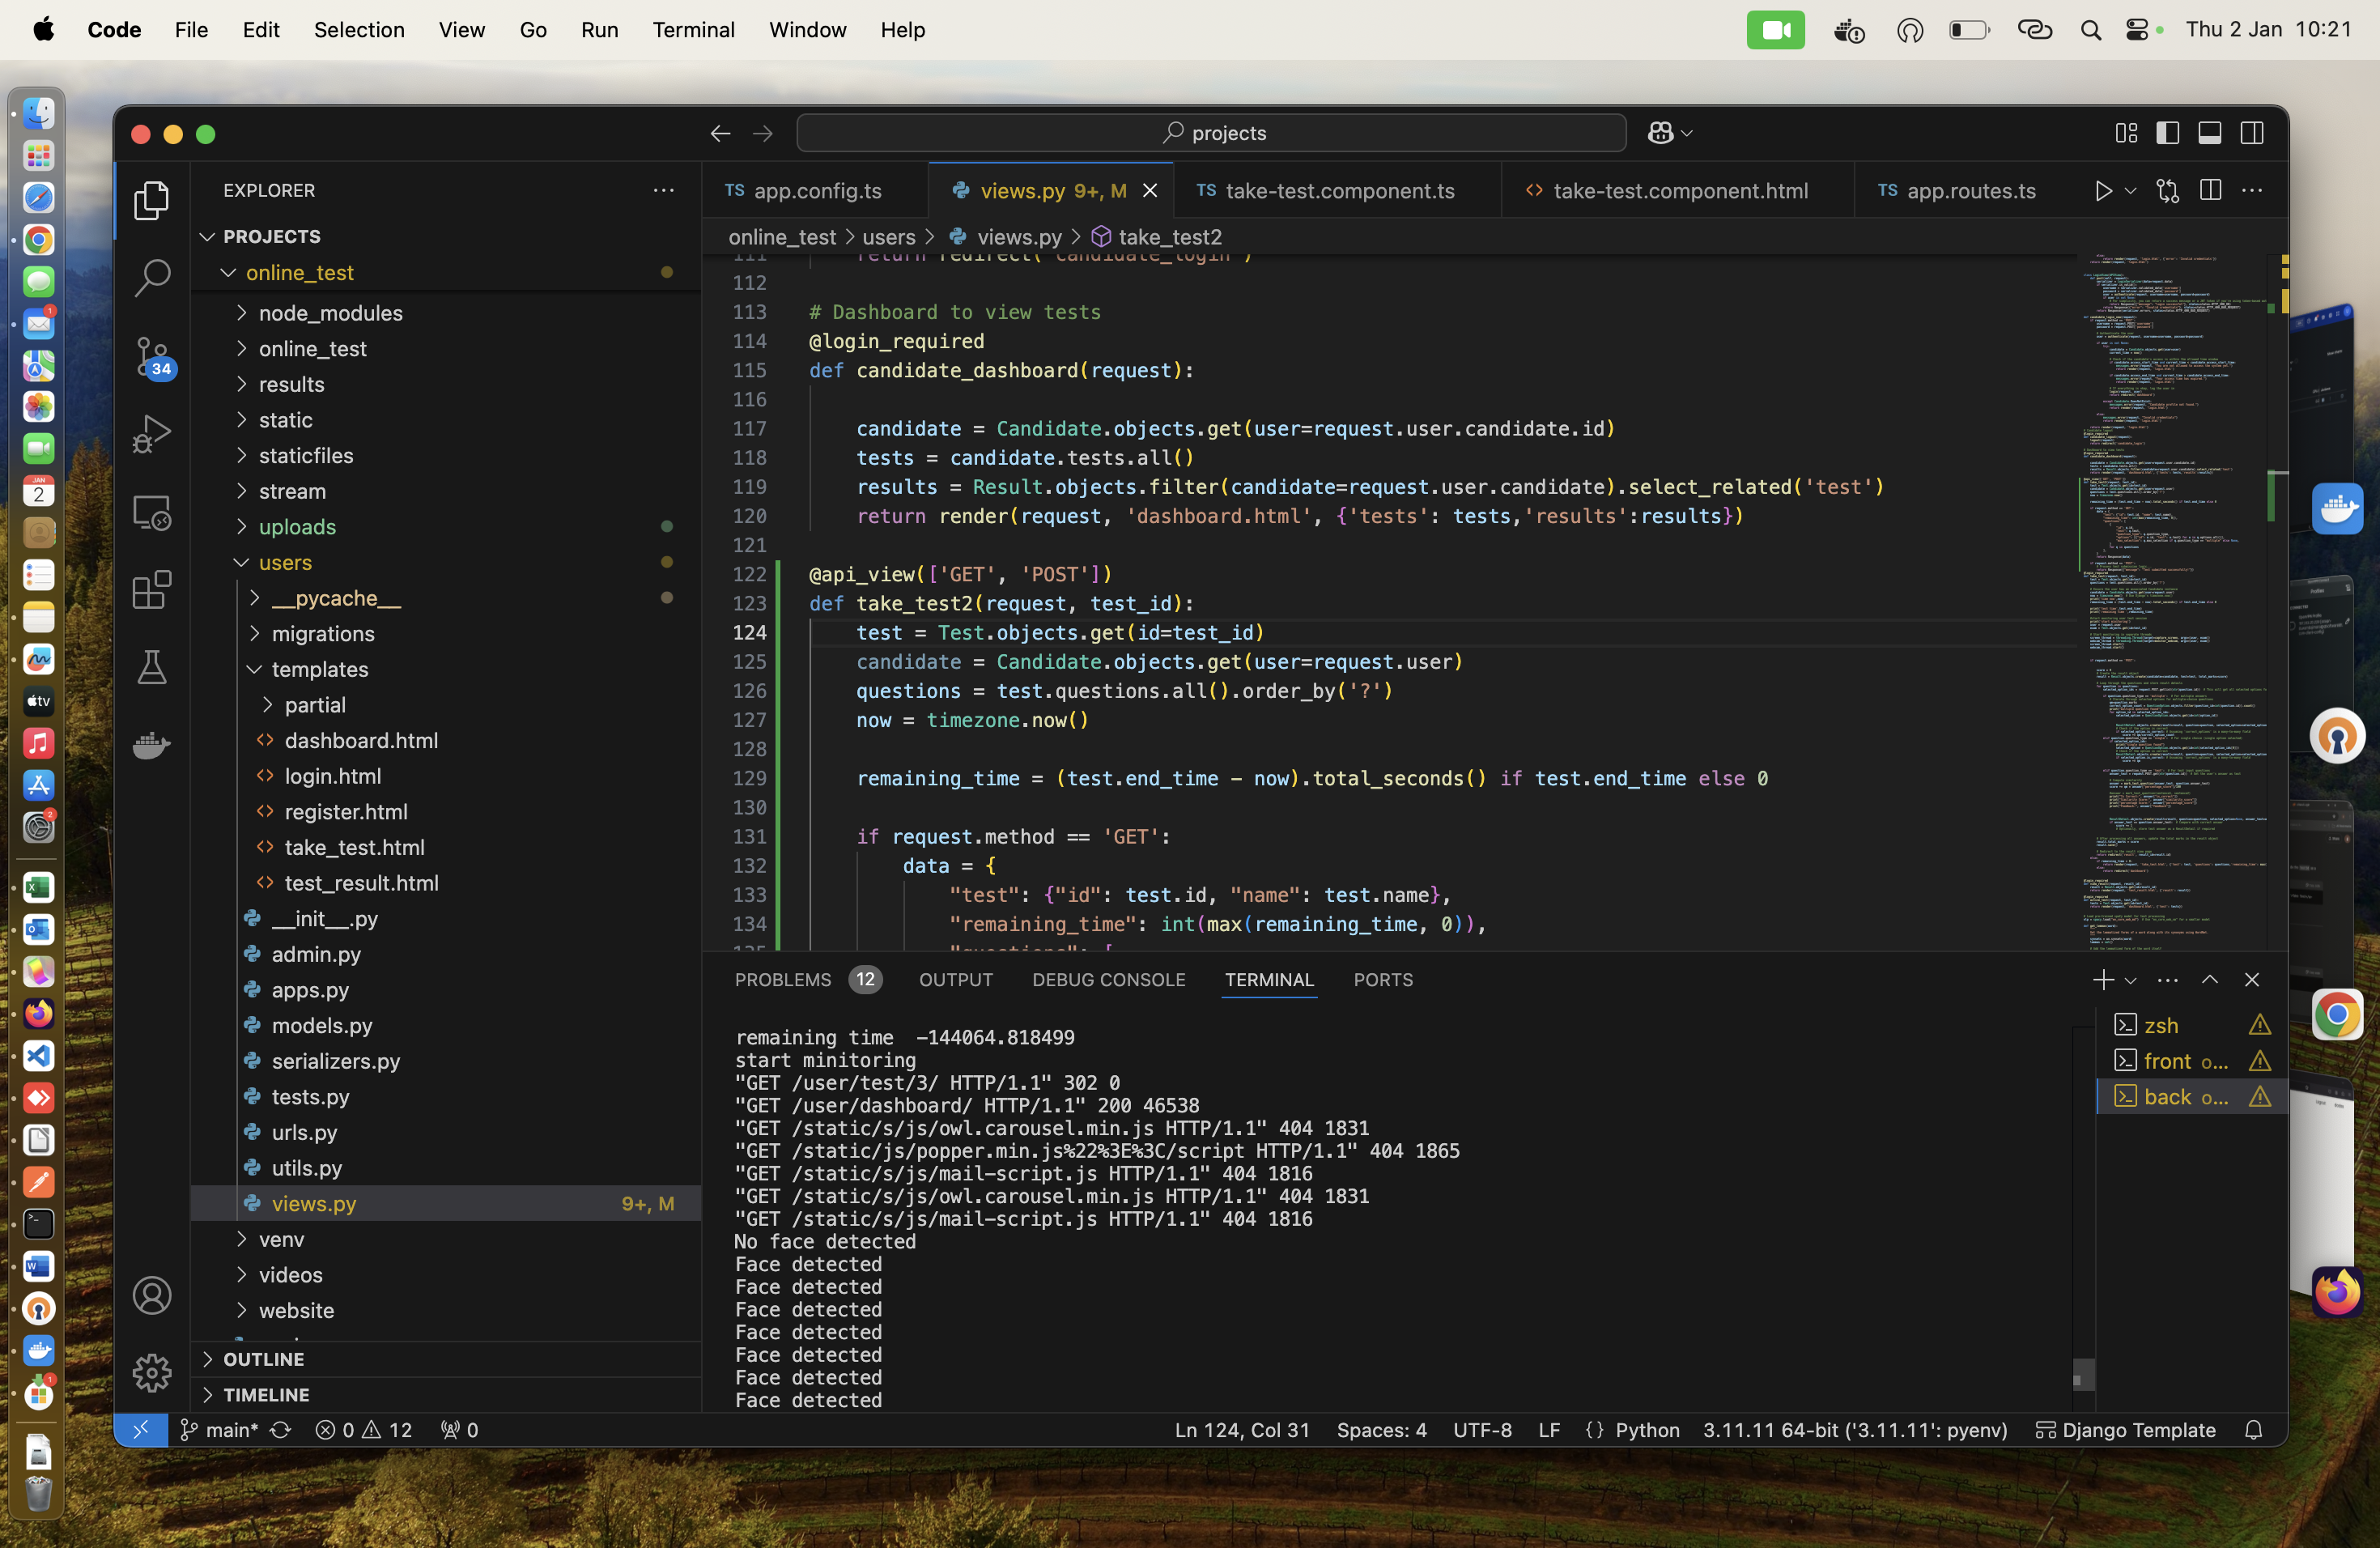 Code File Edit Selection View Go Run Terminal Window Help
Thu 2 Jan 10:21
projects
EXPLORER
PROJECTS
online_test
node_modules
online_test
results
static
staticfiles
stream
uploads
users
__pycache__
migrations
templates
partial
dashboard.html
login.html
register.html
take_test.html
test_result.html
__init__.py
admin.py
apps.py
models.py
serializers.py
tests.py
urls.py
utils.py
views.py 9+, M
venv
videos
website
OUTLINE
TIMELINE
34
TS app.config.ts
views.py 9+, M
TS take-test.component.ts
take-test.component.html
TS app.routes.ts
online_test > users > views.py > take_test2
111 return redirect('candidate_login')
112
113 # Dashboard to view tests
114 @login_required
115 def candidate_dashboard(request):
116
117 candidate = Candidate.objects.get(user=request.user.candidate.id)
118 tests = candidate.tests.all()
119 results = Result.objects.filter(candidate=request.user.candidate).select_related('test')
120 return render(request, 'dashboard.html', {'tests': tests,'results':results})
121
122 @api_view(['GET', 'POST'])
123 def take_test2(request, test_id):
124 test = Test.objects.get(id=test_id)
125 candidate = Candidate.objects.get(user=request.user)
126 questions = test.questions.all().order_by('?')
127 now = timezone.now()
128
129 remaining_time = (test.end_time - now).total_seconds() if test.end_time else 0
130
131 if request.method == 'GET':
132 data = {
133 "test": {"id": test.id, "name": test.name},
134 "remaining_time": int(max(remaining_time, 0)),
135 "questions": [
PROBLEMS 12 OUTPUT DEBUG CONSOLE TERMINAL PORTS
remaining time  -144064.818499
start minitoring
"GET /user/test/3/ HTTP/1.1" 302 0
"GET /user/dashboard/ HTTP/1.1" 200 46538
"GET /static/s/js/owl.carousel.min.js HTTP/1.1" 404 1831
"GET /static/js/popper.min.js%22%3E%3C/script HTTP/1.1" 404 1865
"GET /static/s/js/mail-script.js HTTP/1.1" 404 1816
"GET /static/s/js/owl.carousel.min.js HTTP/1.1" 404 1831
"GET /static/s/js/mail-script.js HTTP/1.1" 404 1816
No face detected
Face detected
Face detected
Face detected
Face detected
Face detected
Face detected
Face detected
zsh
front o...
back o...
main* 0 12 0
Ln 124, Col 31 Spaces: 4 UTF-8 LF {} Python 3.11.11 64-bit ('3.11.11': pyenv) Django Template
1
JAN
2
tv
2
1